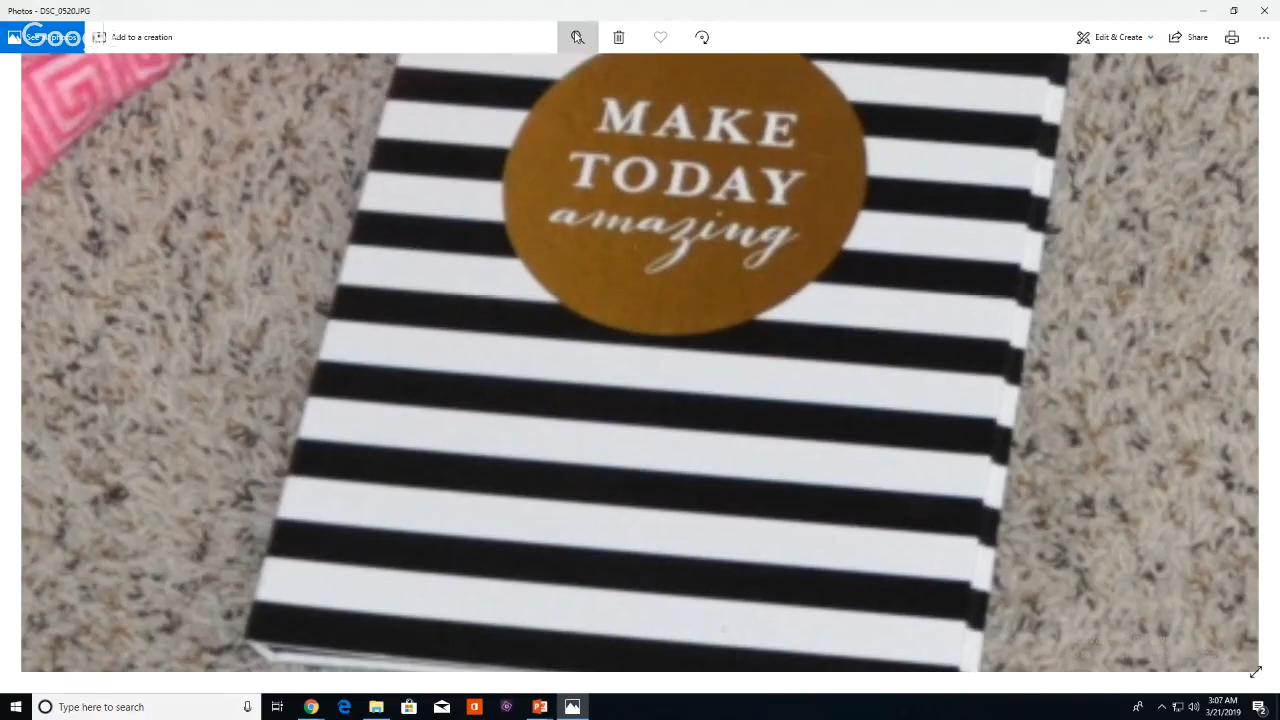 Photos - DSC_0520.JPG
Add to a creation
Edit & Create
Share
MAKE
TODAY
amazing
Type here to search
3:07 AM
3/21/2019